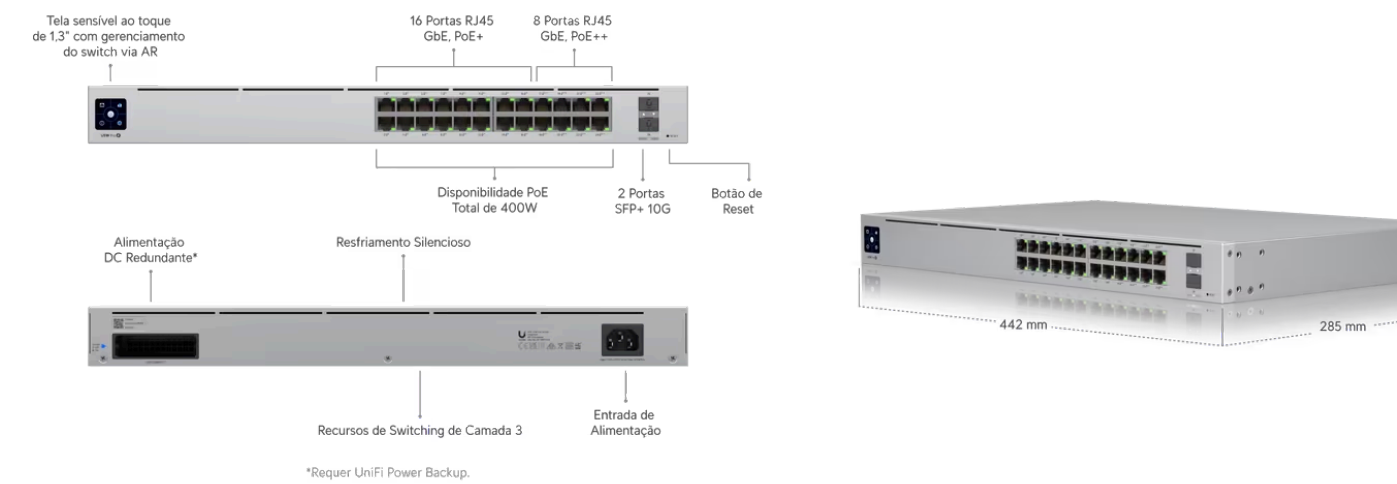 Tela sensível ao toque
de 1,3" com gerenciamento
do switch via AR
16 Portas RJ45
GbE, PoE+
8 Portas RJ45
GbE, PoE++
Disponibilidade PoE
Total de 400W
2 Portas
SFP+ 10G
Botão de
Reset
Alimentação
DC Redundante*
Resfriamento Silencioso
442 mm
285 mm
Recursos de Switching de Camada 3
Entrada de
Alimentação
*Requer UniFi Power Backup.